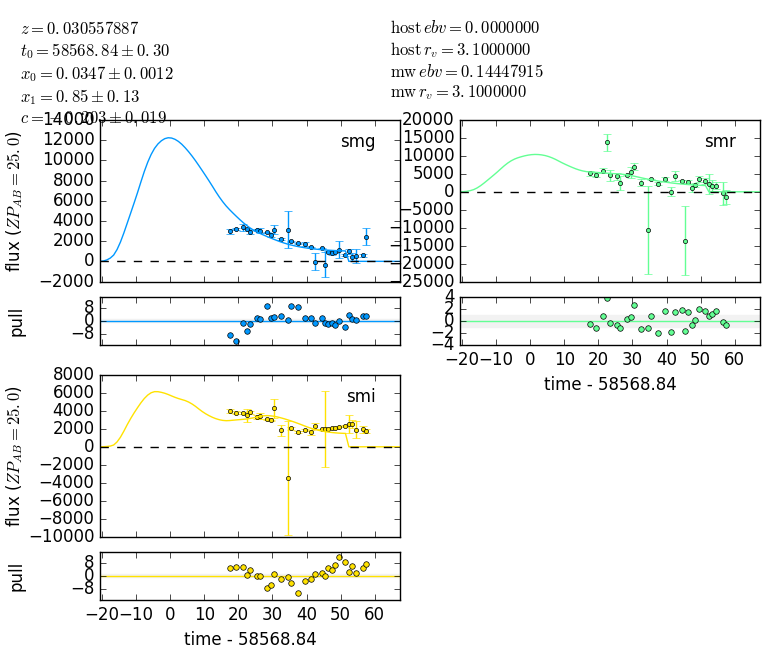 z = 0.030557887
t0 = 58568.84 ± 0.30
x0 = 0.0347 ± 0.0012
x1 = 0.85 ± 0.13
host ebv = 0.0000000
host r_v = 3.1000000
mw ebv = 0.14447915
mw r_v = 3.1000000
smg
14000
12000
10000
8000
6000
4000
2000
0
−2000
flux (ZP_AB = 25.0)
smr
20000
15000
10000
5000
0
−5000
−10000
−15000
−20000
−25000
pull
8
0
−8
4
2
0
−2
−4
−20 −10 0 10 20 30 40 50 60
time - 58568.84
smi
8000
6000
4000
2000
0
−2000
−4000
−6000
−8000
−10000
flux (ZP_AB = 25.0)
pull
8
0
−8
−20 −10 0 10 20 30 40 50 60
time - 58568.84